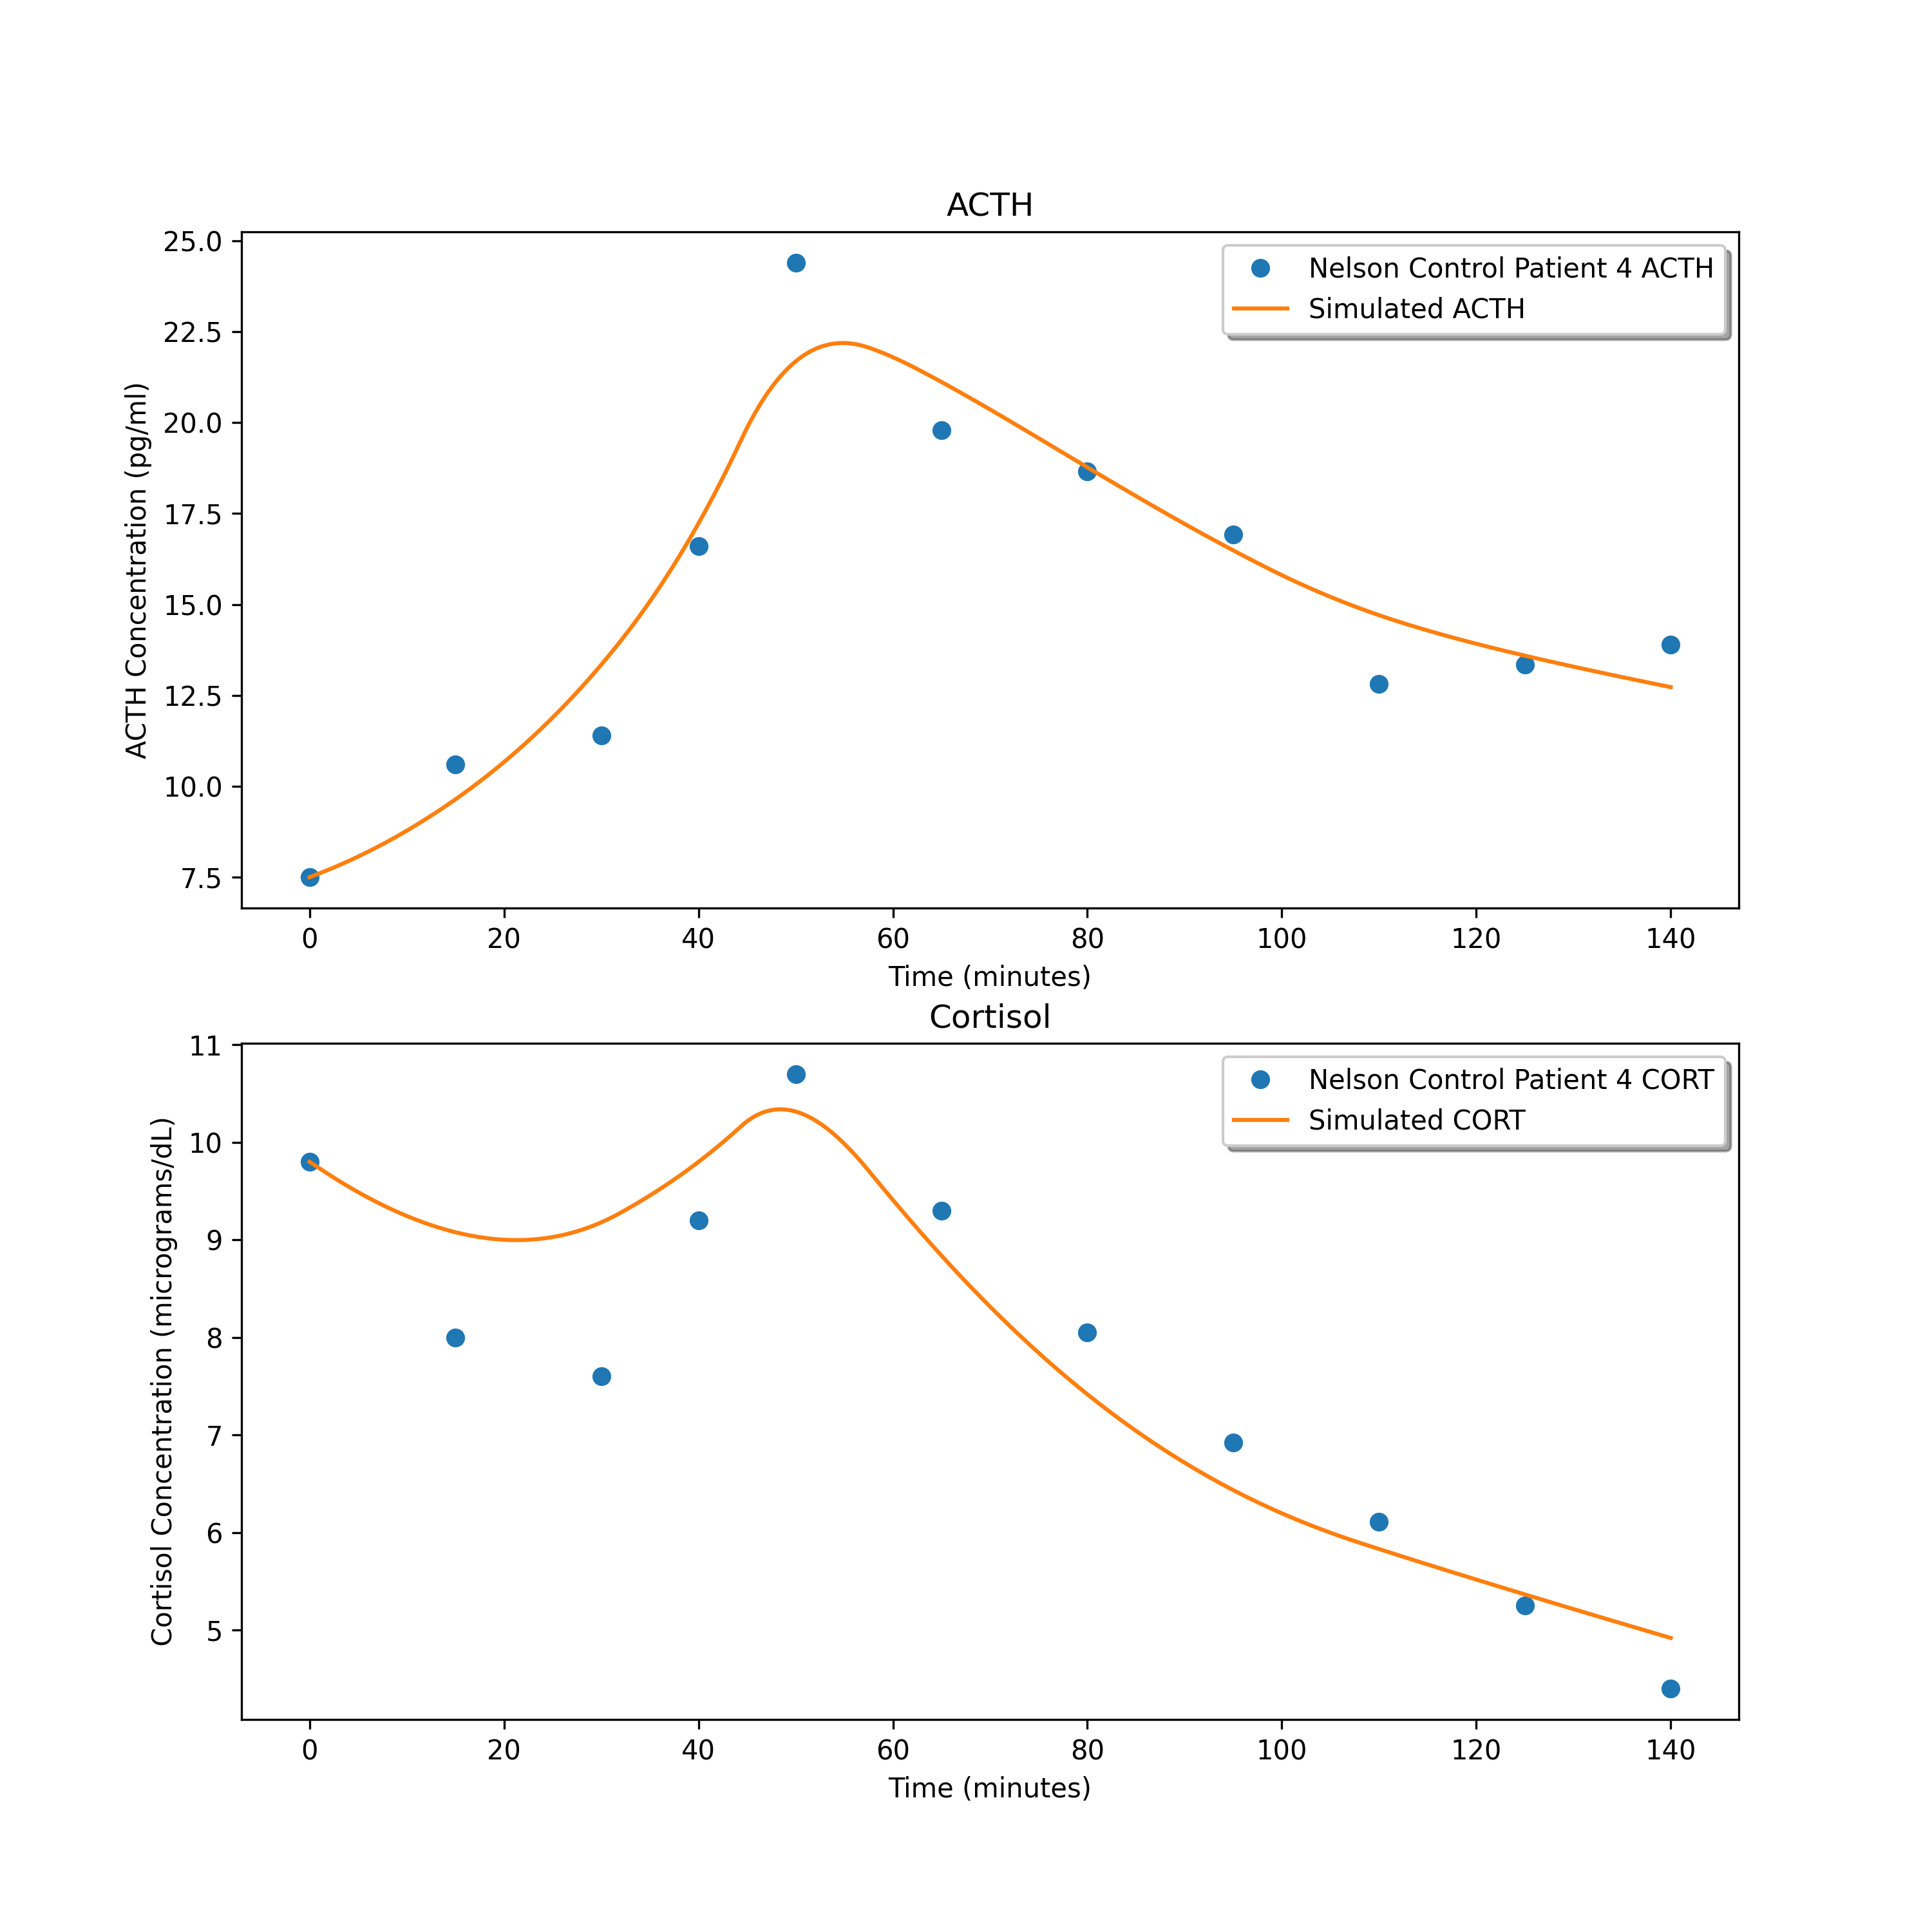 ACTH
25.0
22.5
20.0
17.5
15.0
12.5
10.0
7.5
ACTH Concentration (pg/ml)
Nelson Control Patient 4 ACTH
Simulated ACTH
0 20 40 60 80 100 120 140
Time (minutes)
Cortisol
11
10
9
8
7
6
5
Cortisol Concentration (micrograms/dL)
Nelson Control Patient 4 CORT
Simulated CORT
0 20 40 60 80 100 120 140
Time (minutes)